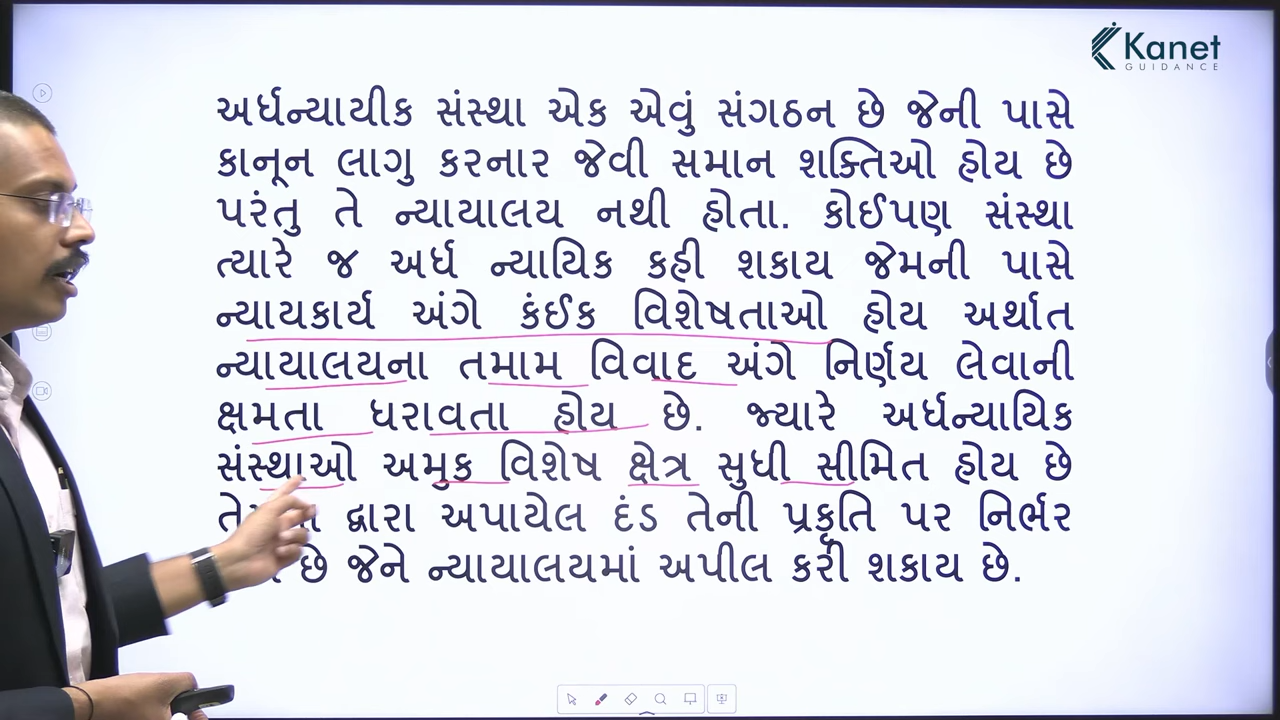 Kanet
GUIDANCE
અર્ધન્યાયીક સંસ્થા એક એવું સંગઠન છે જેની પાસે
કાનૂન લાગુ કરનાર જેવી સમાન શક્તિઓ હોય છે
પરંતુ તે ન્યાયાલય નથી હોતા. કોઈપણ સંસ્થા
ત્યારે જ અર્ધ ન્યાયિક કહી શકાય જેમની પાસે
ન્યાયકાર્ય અંગે કંઈક વિશેષતાઓ હોય અર્થાત
ન્યાયાલયના તમામ વિવાદ અંગે નિર્ણય લેવાની
ક્ષમતા ધરાવતા હોય છે. જ્યારે અર્ધન્યાયિક
સંસ્થાઓ અમુક વિશેષ ક્ષેત્ર સુધી સીમિત હોય છે
દ્વારા અપાયેલ દંડ તેની પ્રકૃતિ પર નિર્ભર
છે જેને ન્યાયાલયમાં અપીલ કરી શકાય છે.